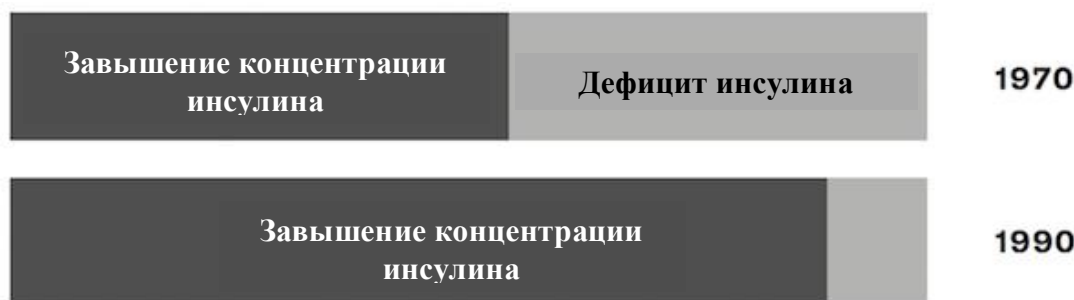 Завышение концентрации
инсулина
Дефицит инсулина
1970
Завышение концентрации
инсулина
1990